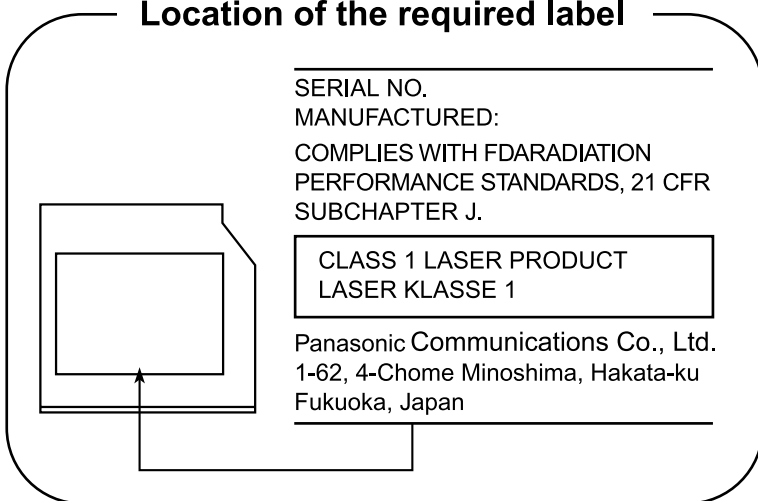 Location of the required label
SERIAL NO.
MANUFACTURED:
COMPLIES WITH FDARADIATION
PERFORMANCE STANDARDS, 21 CFR
SUBCHAPTER J.
CLASS 1 LASER PRODUCT
LASER KLASSE 1
Panasonic Communications Co., Ltd.
1-62, 4-Chome Minoshima, Hakata-ku
Fukuoka, Japan